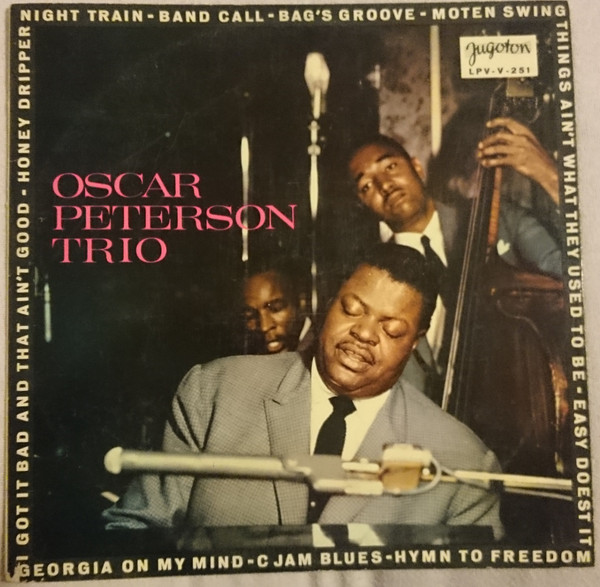 NIGHT TRAIN - BAND CALL - BAG'S GROOVE - MOTEN SWING
THINGS AIN'T WHAT THEY USED TO BE - EASY DOEST IT
GEORGIA ON MY MIND - C JAM BLUES - HYMN TO FREEDOM
I GOT IT BAD AND THAT AIN'T GOOD - HONEY DRIPPER
Jugoton
LPV-V-251
OSCAR
PETERSON
TRIO